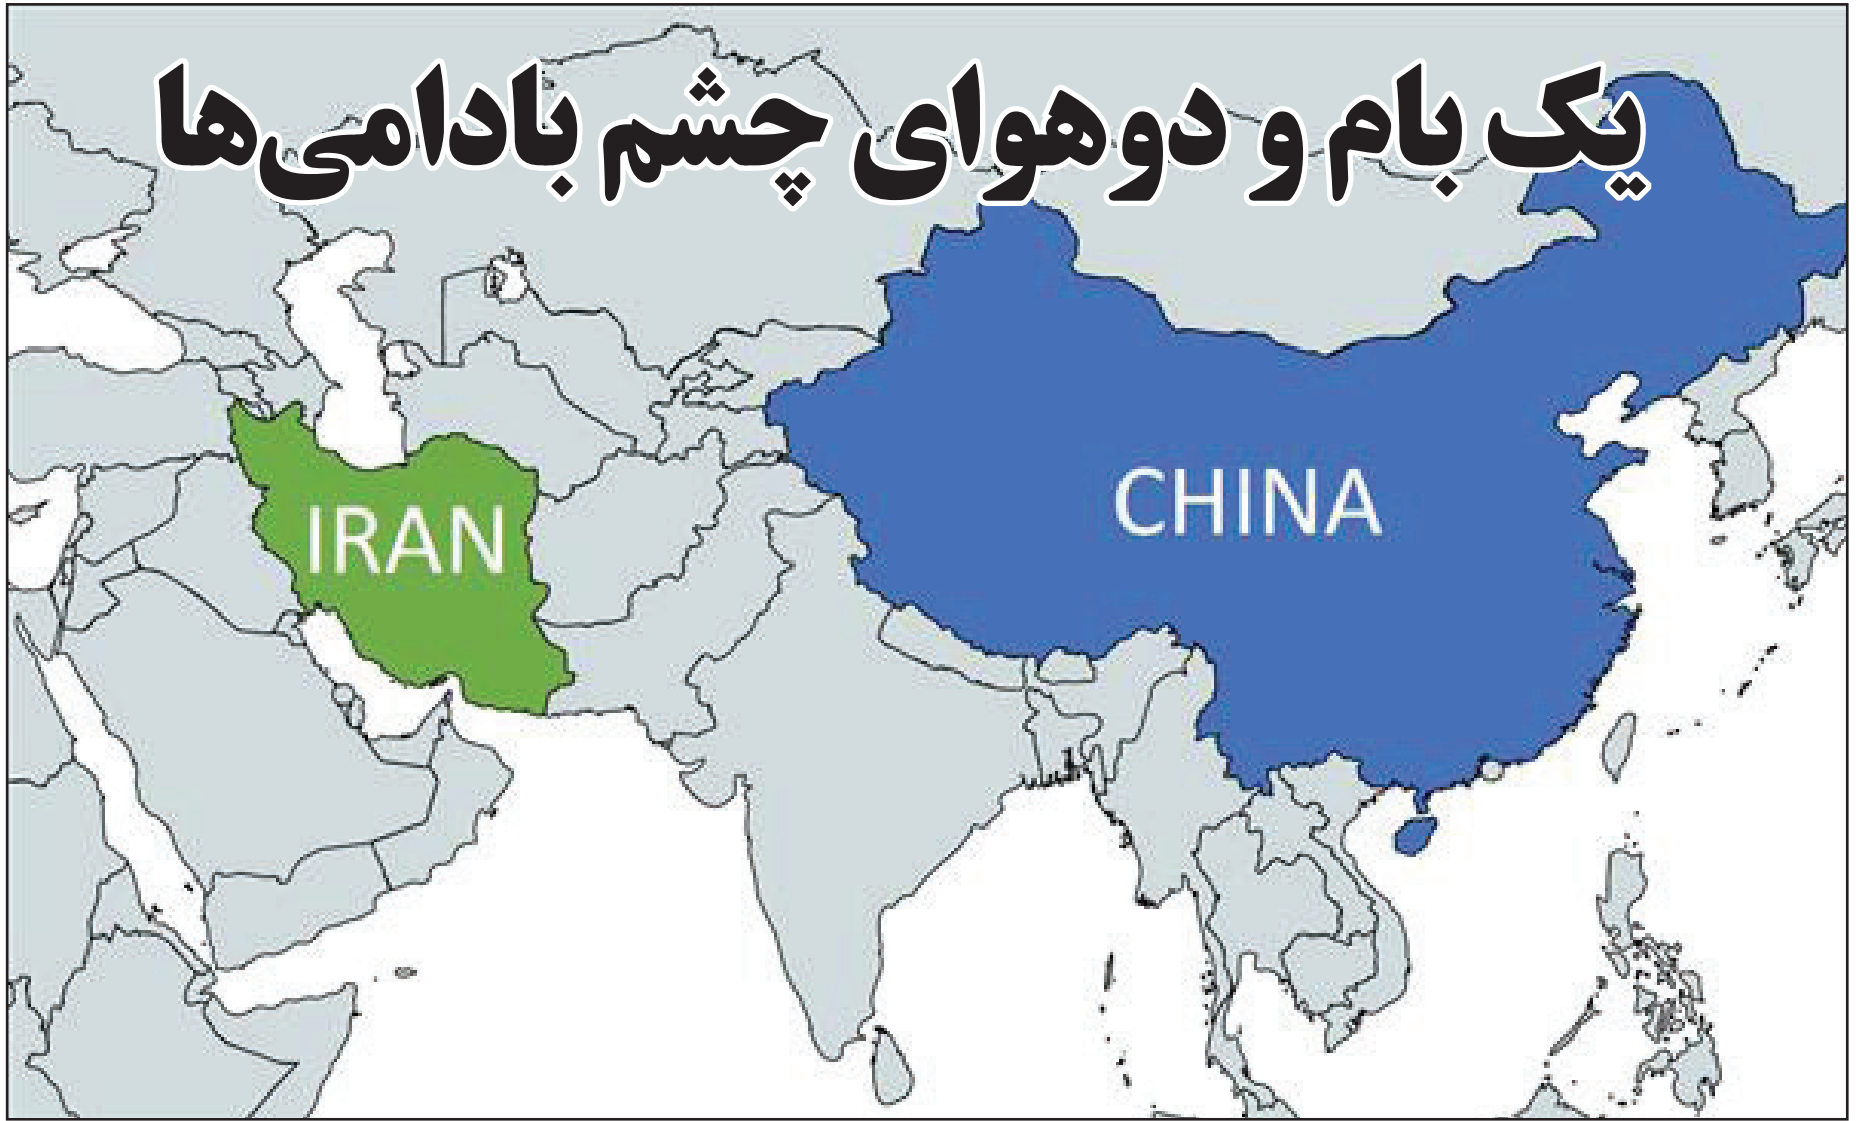 یک بام و دوهوای چشم بادامی‌ها
IRAN
CHINA